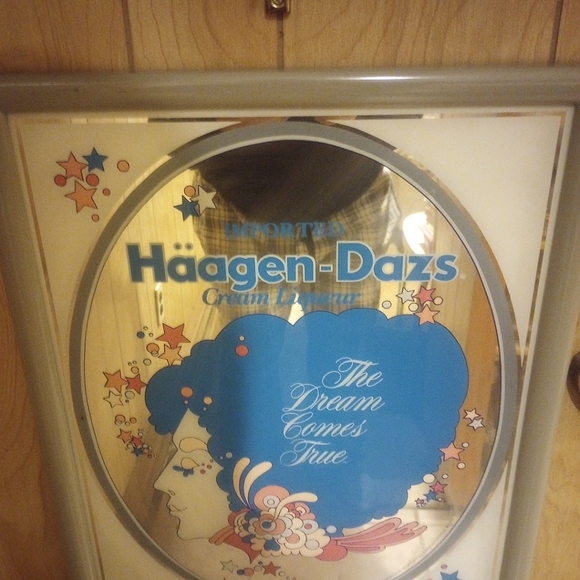 IMPORTED
Häagen-Dazs®
Cream Liqueur
The
Dream
Comes
True.